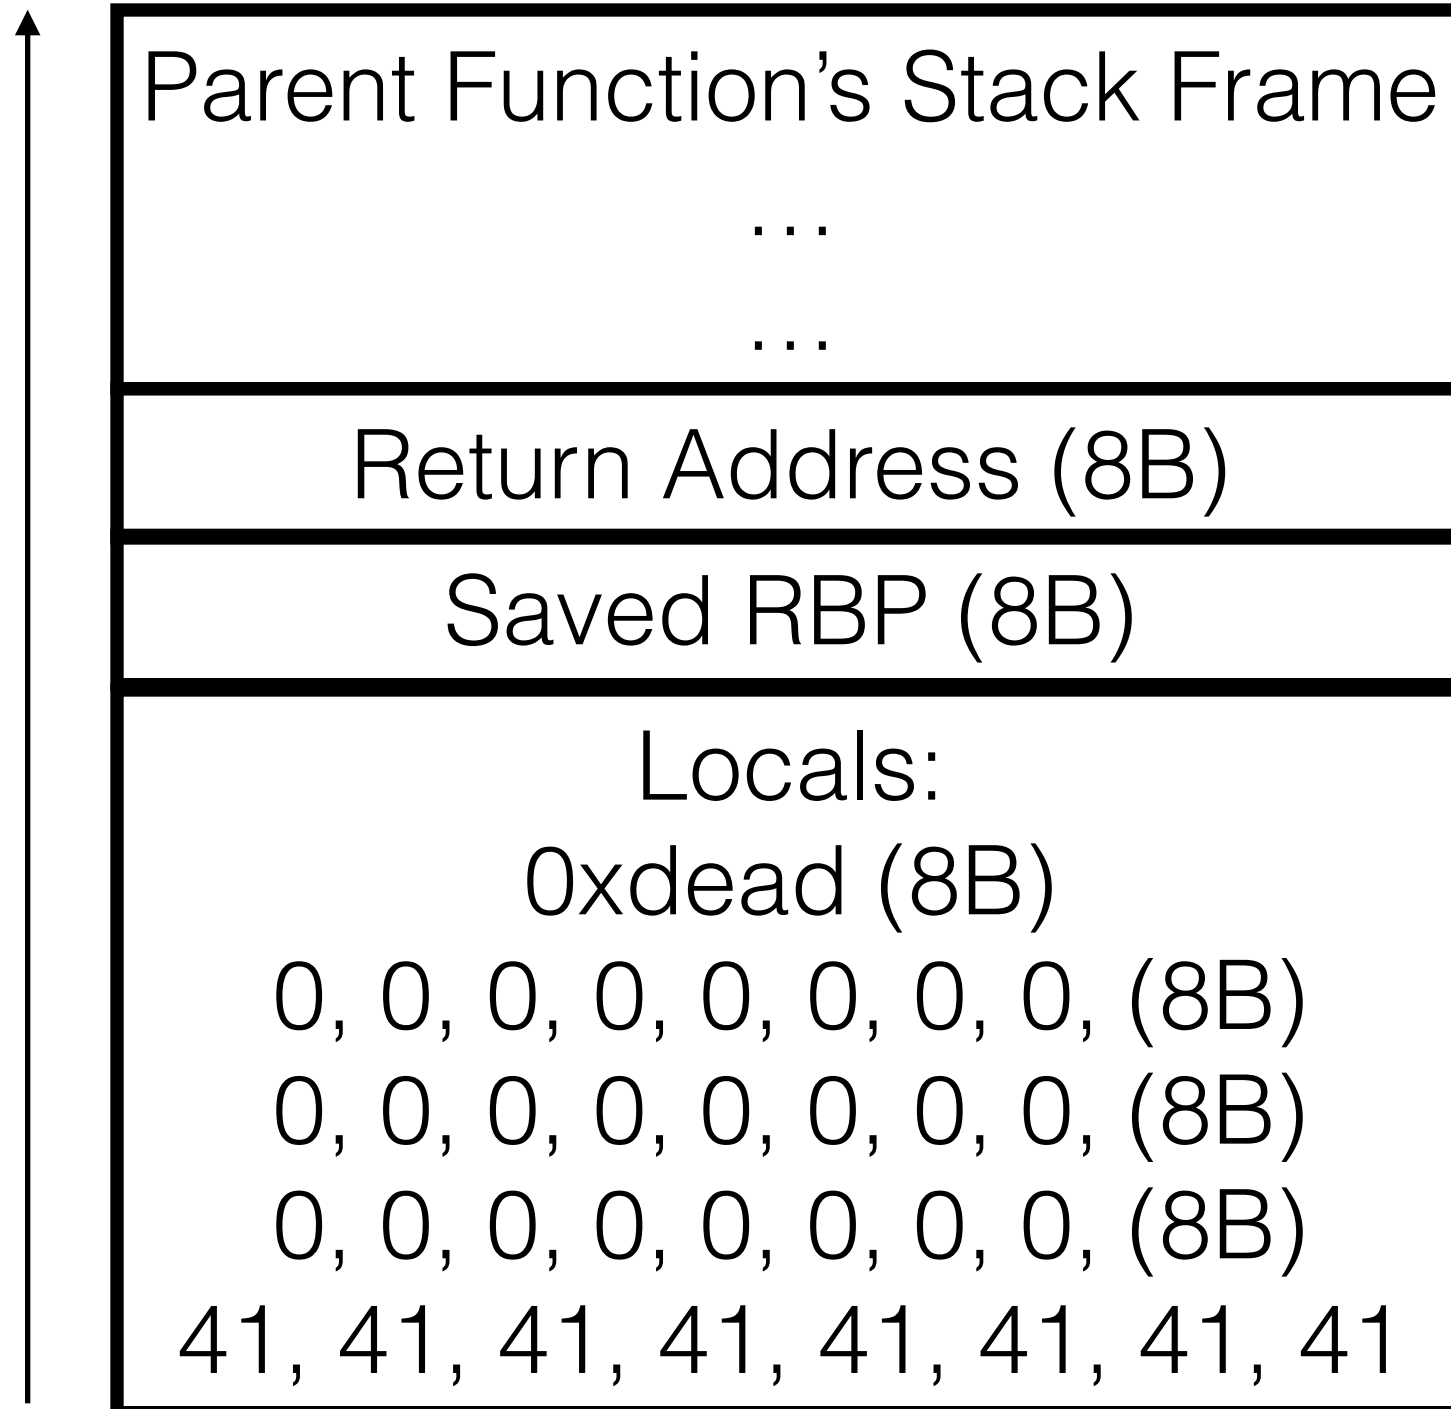 Parent Function’s Stack Frame
…
…
Return Address (8B)
Saved RBP (8B)
Locals:
0xdead (8B)
0, 0, 0, 0, 0, 0, 0, 0, (8B)
0, 0, 0, 0, 0, 0, 0, 0, (8B)
0, 0, 0, 0, 0, 0, 0, 0, (8B)
41, 41, 41, 41, 41, 41, 41, 41